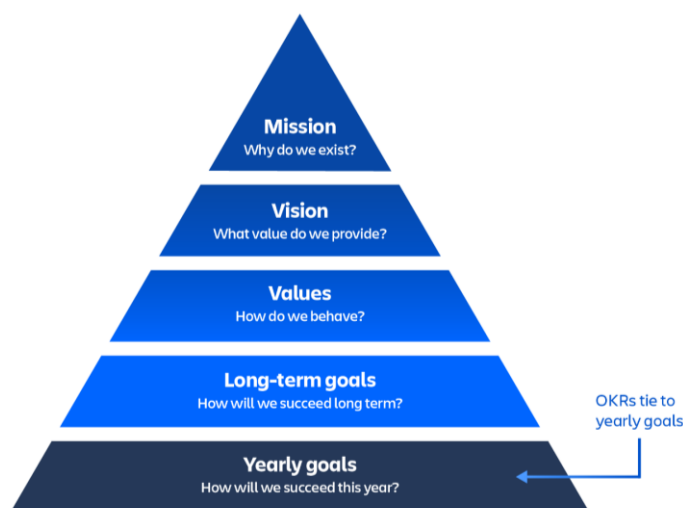 Mission
Why do we exist?
Vision
What value do we provide?
Values
How do we behave?
Long-term goals
How will we succeed long term?
OKRs tie to
yearly goals
Yearly goals
How will we succeed this year?